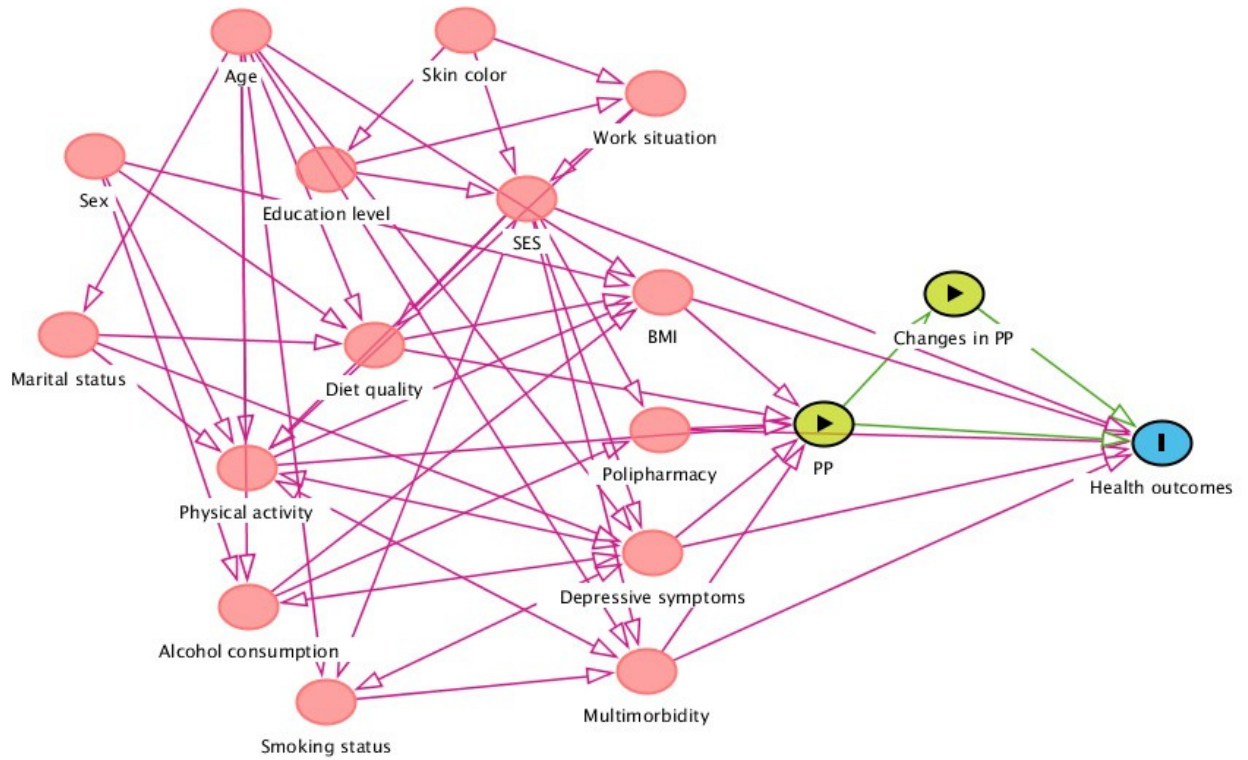 Age
Skin color
Work situation
Sex
Education level
SES
BMI
Changes in PP
Marital status
Diet quality
Polipharmacy
PP
Health outcomes
Physical activity
Depressive symptoms
Alcohol consumption
Multimorbidity
Smoking status